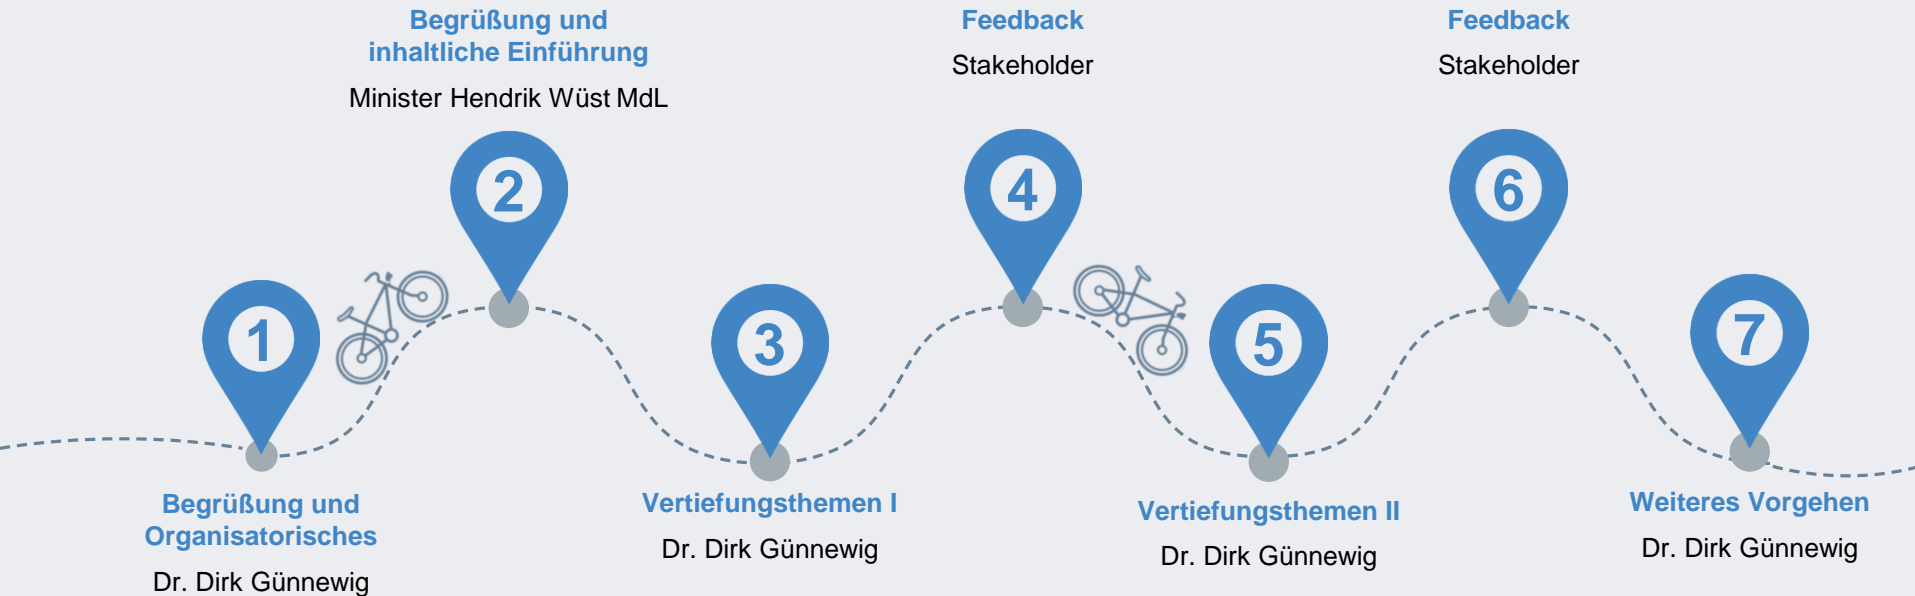 Begrüßung und
inhaltliche Einführung
Minister Hendrik Wüst MdL
Feedback
Stakeholder
Feedback
Stakeholder
2
4
6
1
3
5
7
Begrüßung und
Organisatorisches
Dr. Dirk Günnewig
Vertiefungsthemen I
Dr. Dirk Günnewig
Vertiefungsthemen II
Dr. Dirk Günnewig
Weiteres Vorgehen
Dr. Dirk Günnewig